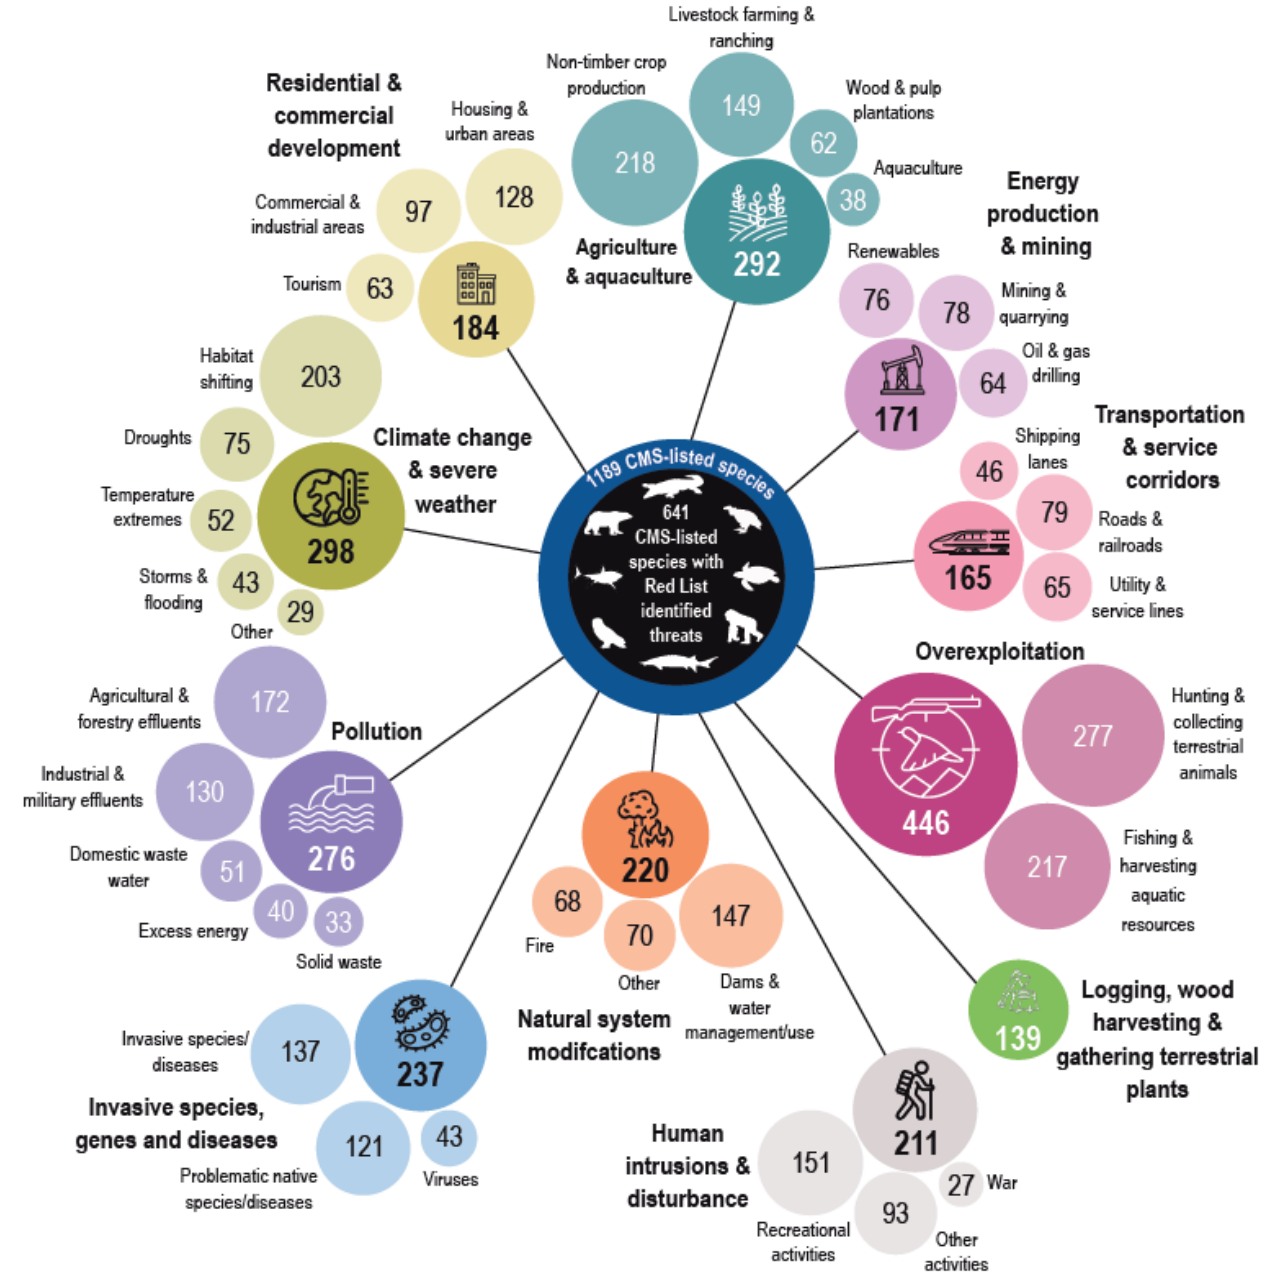 Livestock farming &
ranching
149
Non-timber crop
production
218
Wood & pulp
plantations
62
Aquaculture
38
Agriculture
& aquaculture
292
Residential &
commercial
development
Housing &
urban areas
128
Commercial &
industrial areas
97
Tourism
63
184
Energy
production
& mining
Renewables
76
Mining &
quarrying
78
Oil & gas
drilling
64
171
Transportation
& service
corridors
Shipping
lanes
46
Roads &
railroads
79
Utility &
service lines
65
165
Habitat
shifting
203
Droughts
75
Temperature
extremes
52
Storms &
flooding
43
Other
29
Climate change
& severe
weather
298
1189 CMS-listed species
641
CMS-listed
species with
Red List
identified
threats
Overexploitation
446
Hunting &
collecting
terrestrial
animals
277
Fishing &
harvesting
aquatic
resources
217
Agricultural &
forestry effluents
172
Industrial &
military effluents
130
Domestic waste
water
51
Excess energy
40
Solid waste
33
Pollution
276
220
68
Fire
70
Other
147
Dams &
water
management/use
Natural system
modifcations
139
Logging, wood
harvesting &
gathering terrestrial
plants
Invasive species/
diseases
137
237
Invasive species,
genes and diseases
121
Problematic native
species/diseases
43
Viruses
Human
intrusions &
disturbance
211
151
Recreational
activities
93
Other
activities
27
War